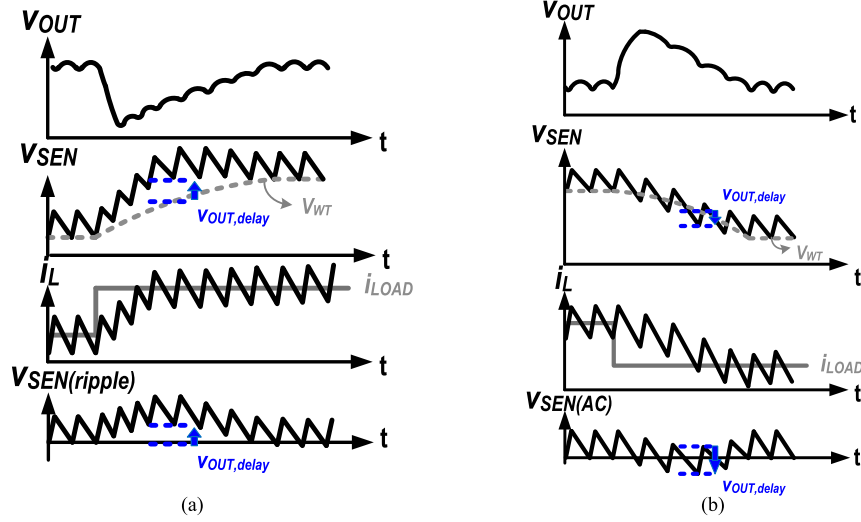 vOUT
t
vSEN
vOUT,delay
VWT
t
iL
iLOAD
t
VSEN(ripple)
t
vOUT,delay
(a)
vOUT
t
vSEN
vOUT,delay
VWT
t
iL
iLOAD
t
VSEN(AC)
t
vOUT,delay
(b)